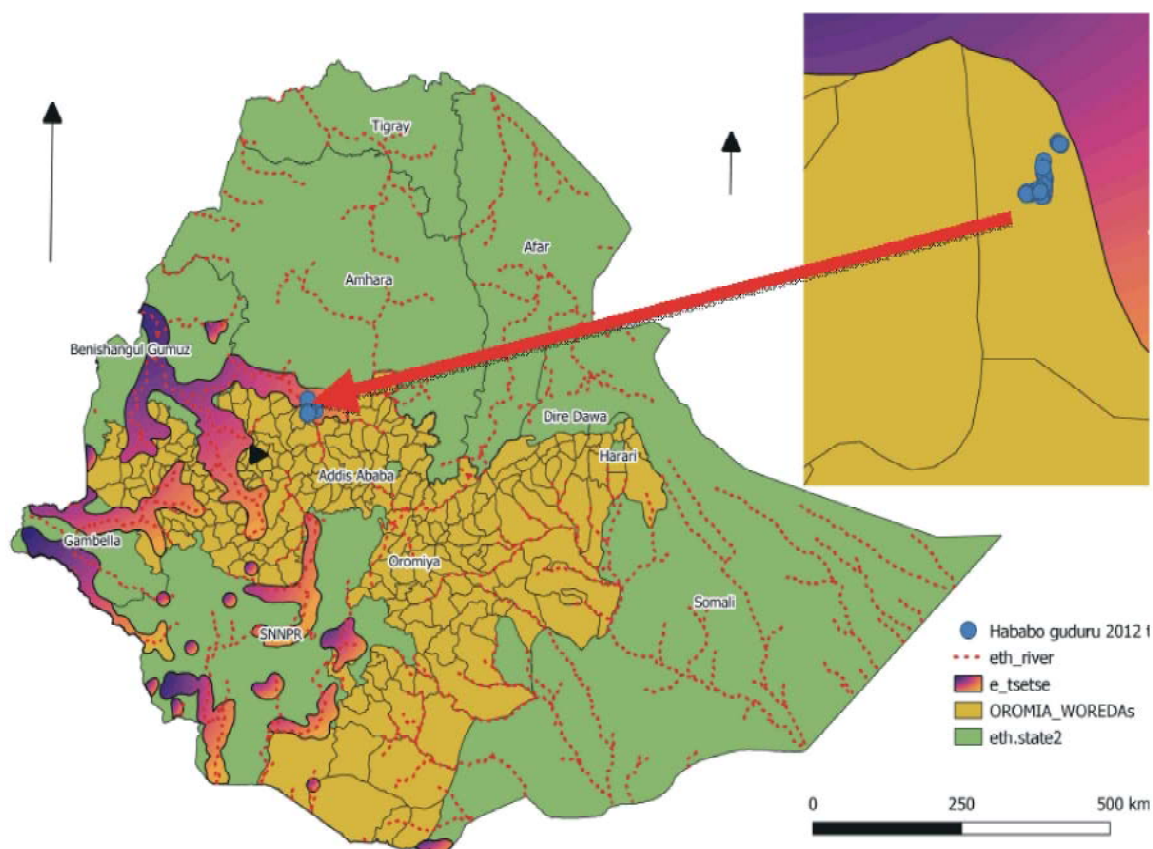 Tigray
Afar
Amhara
Benishangul Gumuz
Dire Dawa
Harari
Addis Ababa
Gambella
Oromiya
Somali
SNNPR
Hababo guduru 2012 t
eth_river
e_tsetse
OROMIA_WOREDAs
eth.state2
0 250 500 km